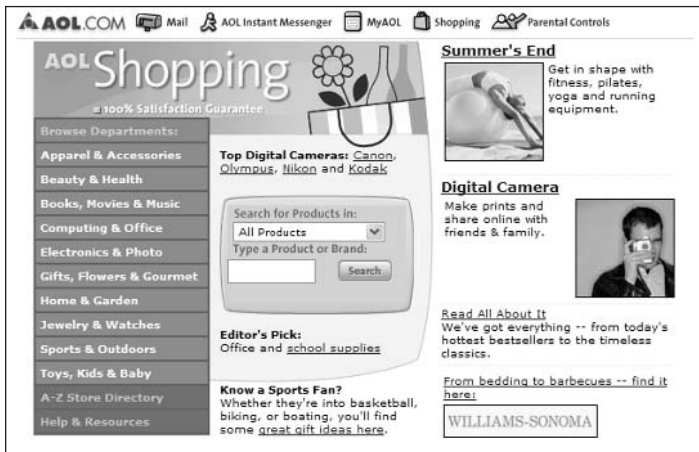 AOL.COM Mail AOL Instant Messenger MyAOL Shopping Parental Controls
AOL Shopping
100% Satisfaction Guarantee
Browse Departments:
Apparel & Accessories
Beauty & Health
Books, Movies & Music
Computing & Office
Electronics & Photo
Gifts, Flowers & Gourmet
Home & Garden
Jewelry & Watches
Sports & Outdoors
Toys, Kids & Baby
A-Z Store Directory
Help & Resources
Top Digital Cameras: Canon,
Olympus, Nikon and Kodak
Search for Products in:
All Products
Type a Product or Brand:
Search
Editor's Pick:
Office and school supplies
Know a Sports Fan?
Whether they're into basketball,
biking, or boating, you'll find
some great gift ideas here.
Summer's End
Get in shape with
fitness, pilates,
yoga and running
equipment.
Digital Camera
Make prints and
share online with
friends & family.
Read All About It
We've got everything -- from today's
hottest bestsellers to the timeless
classics.
From bedding to barbecues -- find it
here:
WILLIAMS-SONOMA